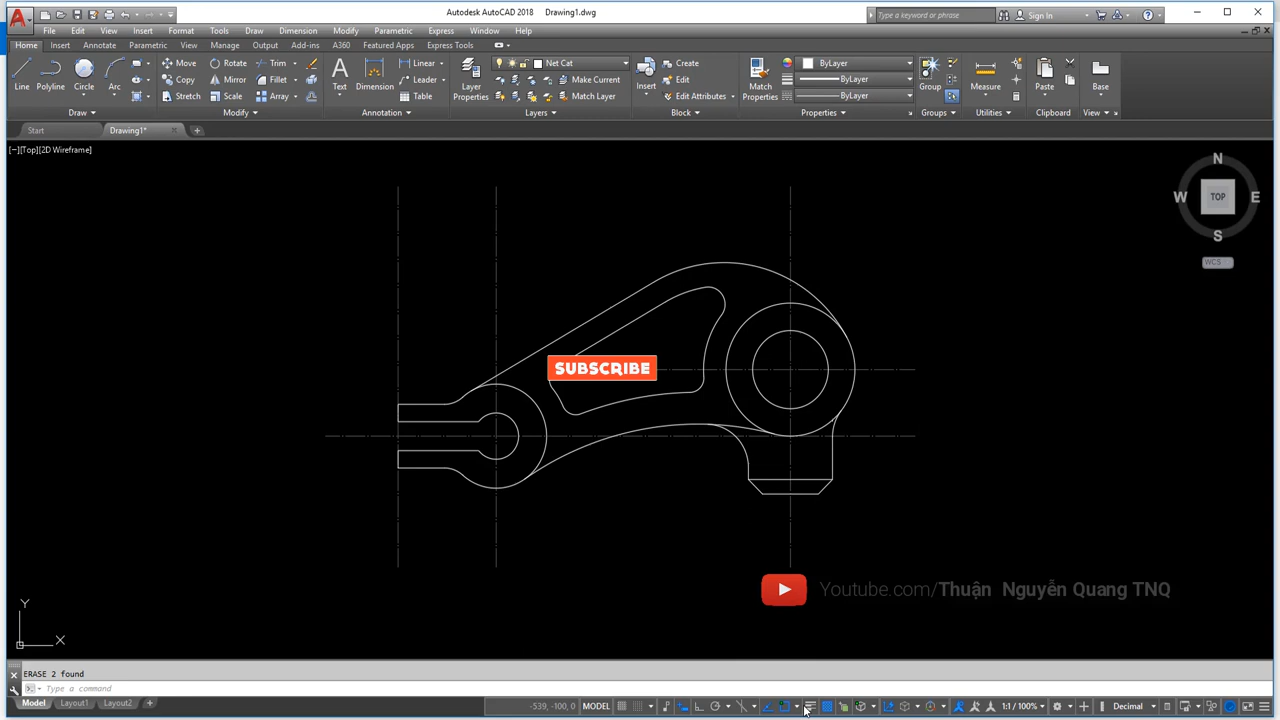 Autodesk AutoCAD 2018 Drawing1.dwg
Type a keyword or phrase
Sign In
File Edit View Insert Format Tools Draw Dimension Modify Parametric Express Window Help
Home Insert Annotate Parametric View Manage Output Add-ins A360 Featured Apps Express Tools
Line Polyline Circle Arc
Move Rotate Trim
Copy Mirror Fillet
Stretch Scale Array
Text Dimension
Linear
Leader
Table
Layer Properties
Net Cat
Make Current
Match Layer
Insert
Create
Edit
Edit Attributes
Match Properties
ByLayer
ByLayer
ByLayer
Group
Measure
Paste
Base
Draw Modify Annotation Layers Block Properties Groups Utilities Clipboard View
Start Drawing1*
[−][Top][2D Wireframe]
N
W TOP E
S
WCS
SUBSCRIBE
Youtube.com/Thuận Nguyễn Quang TNQ
Y
X
ERASE 2 found
Type a command
Model Layout1 Layout2
-539, -100, 0 MODEL
1:1 / 100%
Decimal